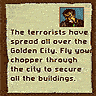 The terrorists have
spread all over the
Golden City. Fly your
chopper through
the city to secure
all the buildings.